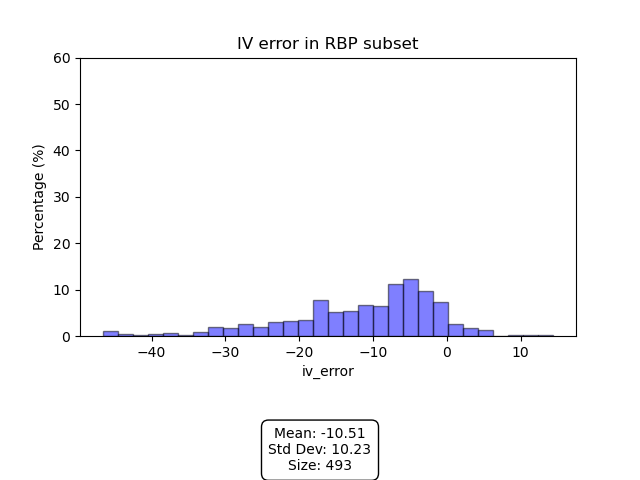 IV error in RBP subset
60
50
40
30
20
10
0
Percentage (%)
−40 −30 −20 −10 0 10
iv_error
Mean: -10.51
Std Dev: 10.23
Size: 493